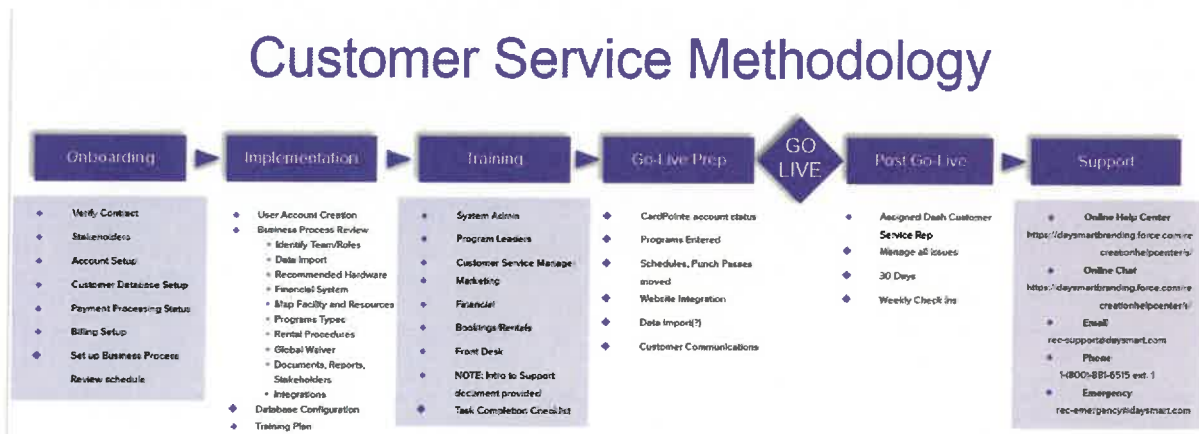 Customer Service Methodology
Onboarding
Verify Contract
Stakeholders
Account Setup
Customer Database Setup
Payment Processing Status
Billing Setup
Set up Business Process
Review schedule
Implementation
User Account Creation
Business Process Review
Identify Team/Roles
Data Import
Recommended Hardware
Financial System
Map Facility and Resources
Programs Types
Rental Procedures
Global Waiver
Documents, Reports,
Stakeholders
Integrations
Database Configuration
Training Plan
Training
System Admin
Program Leaders
Customer Service Manager
Marketing
Financial
Bookings/Rentals
Front Desk
NOTE: Intro to Support
document provided
Task Completion Checklist
Go-Live Prep
CardPointe account status
Programs Entered
Schedules, Punch Passes
moved
Website Integration
Data Import(?)
Customer Communications
GO
LIVE
Post Go-Live
Assigned Dash Customer
Service Rep
Manage all issues
30 Days
Weekly Check ins
Support
Online Help Center
https://daysmartbranding.force.com/re
creationhelpcenter/s/
Online Chat
https://daysmartbranding.force.com/re
creationhelpcenter/s/
Email
rec-support@daysmart.com
Phone
1-(800)-881-6515 ext. 1
Emergency
rec-emergency@daysmart.com